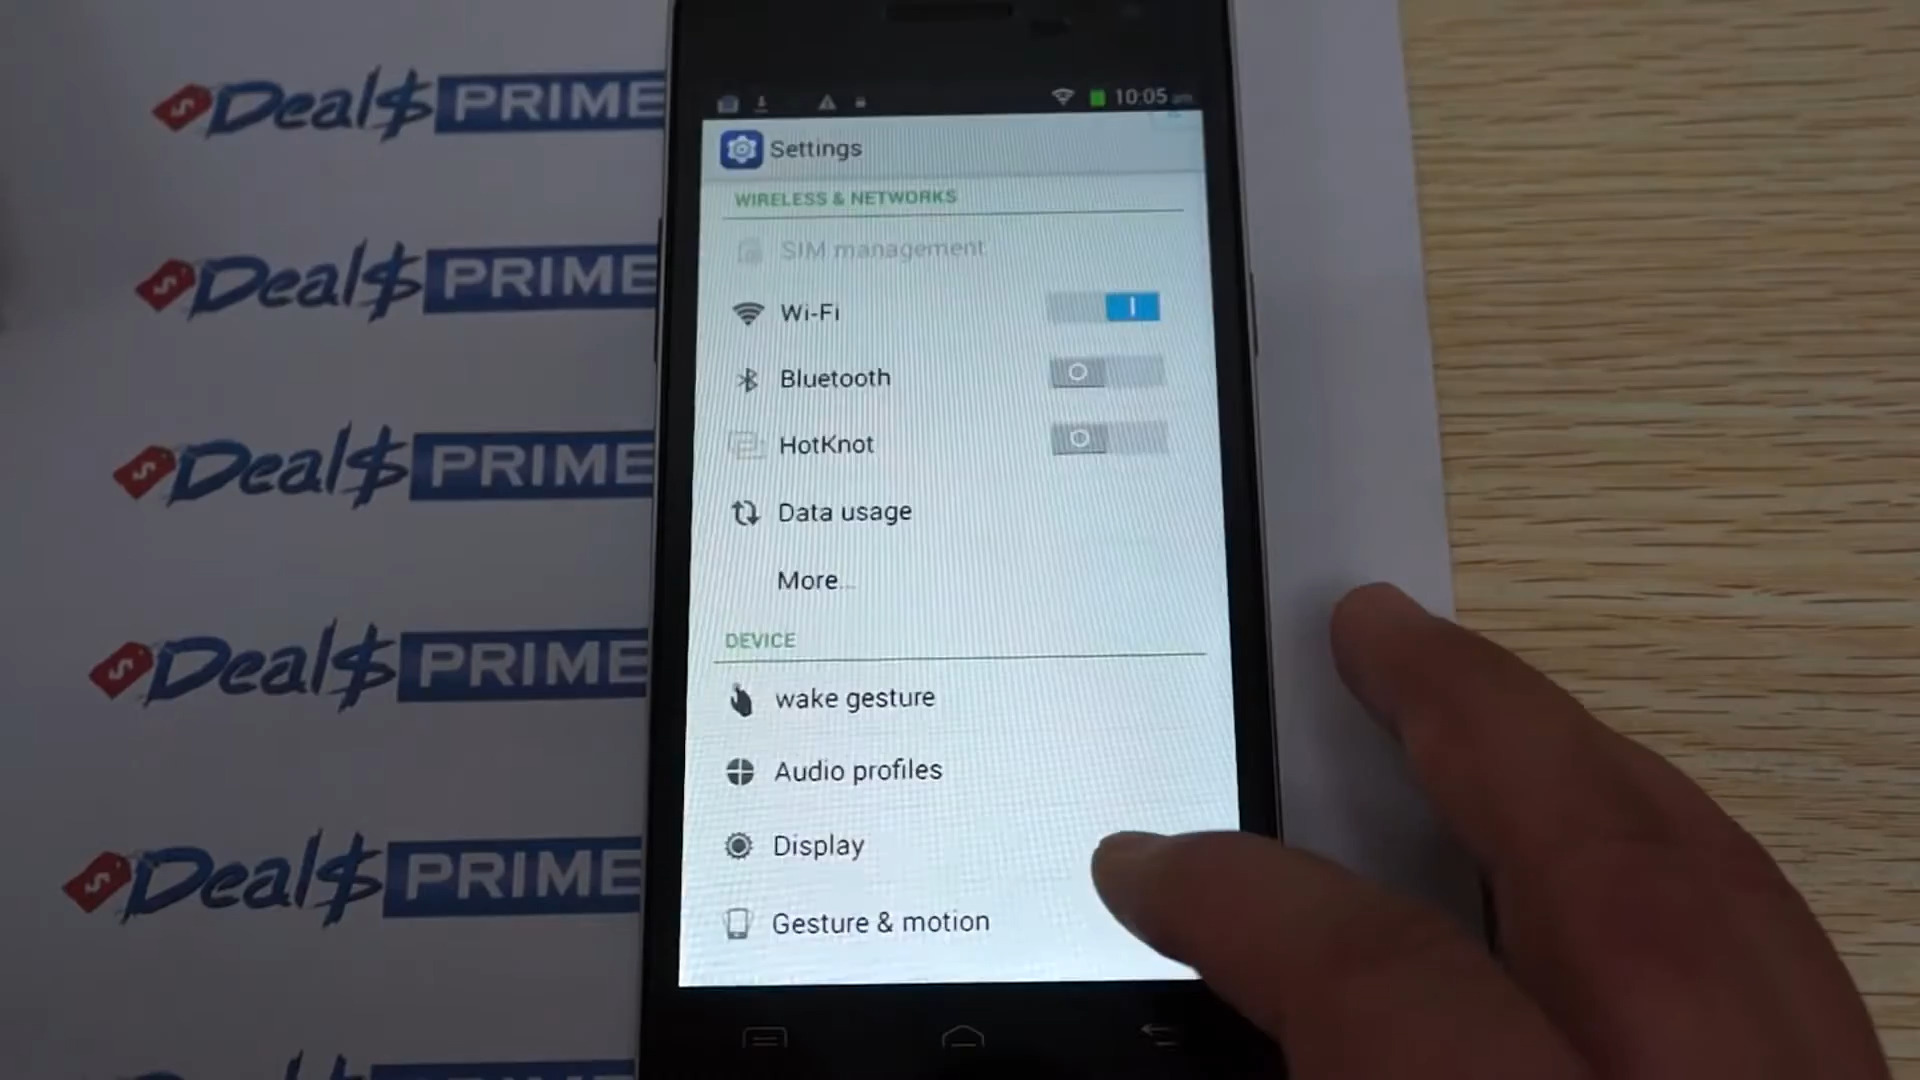 Deal$ PRIME
Deal$ PRIME
Deal$ PRIME
Deal$ PRIME
Deal$ PRIME
10:05
Settings
WIRELESS & NETWORKS
SIM management
Wi-Fi
Bluetooth
HotKnot
Data usage
More...
DEVICE
wake gesture
Audio profiles
Display
Gesture & motion